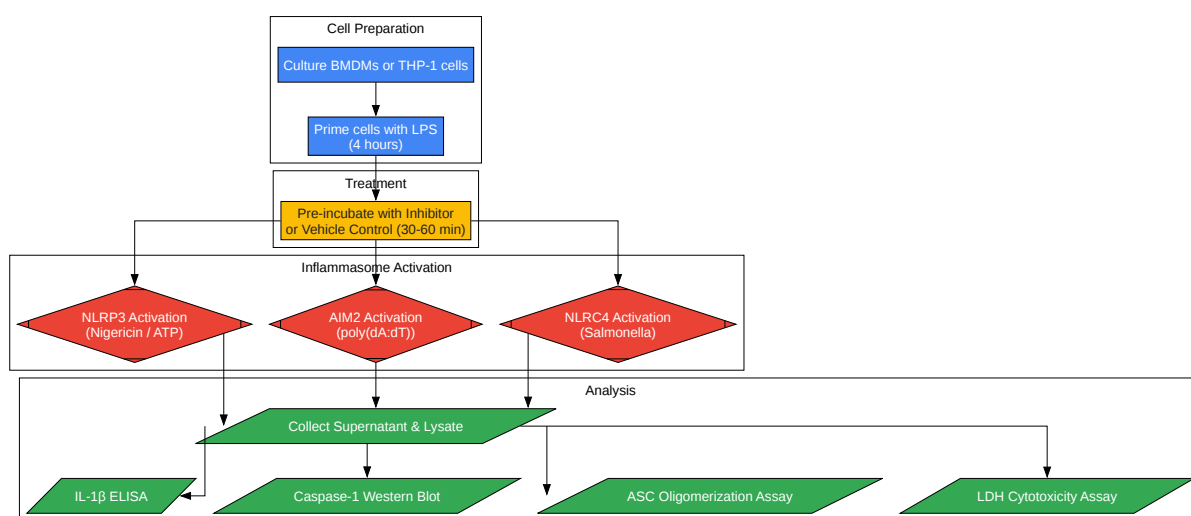 Cell Preparation
Culture BMDMs or THP-1 cells
Prime cells with LPS
(4 hours)
Treatment
Pre-incubate with Inhibitor
or Vehicle Control (30-60 min)
Inflammasome Activation
NLRP3 Activation
(Nigericin / ATP)
AIM2 Activation
(poly(dA:dT))
NLRC4 Activation
(Salmonella)
Analysis
Collect Supernatant & Lysate
IL-1β ELISA
Caspase-1 Western Blot
ASC Oligomerization Assay
LDH Cytotoxicity Assay